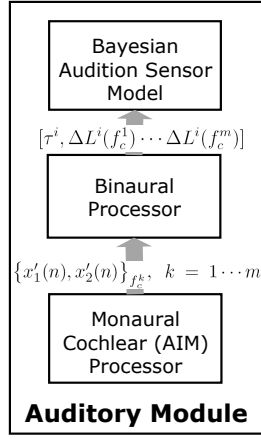 Bayesian
Audition Sensor
Model
[τ^i, ΔL^i(f_c^1) ⋯ ΔL^i(f_c^m)]
Binaural
Processor
{x′_1(n), x′_2(n)}_{f_c^k}, k = 1 ⋯ m
Monaural
Cochlear (AIM)
Processor
Auditory Module